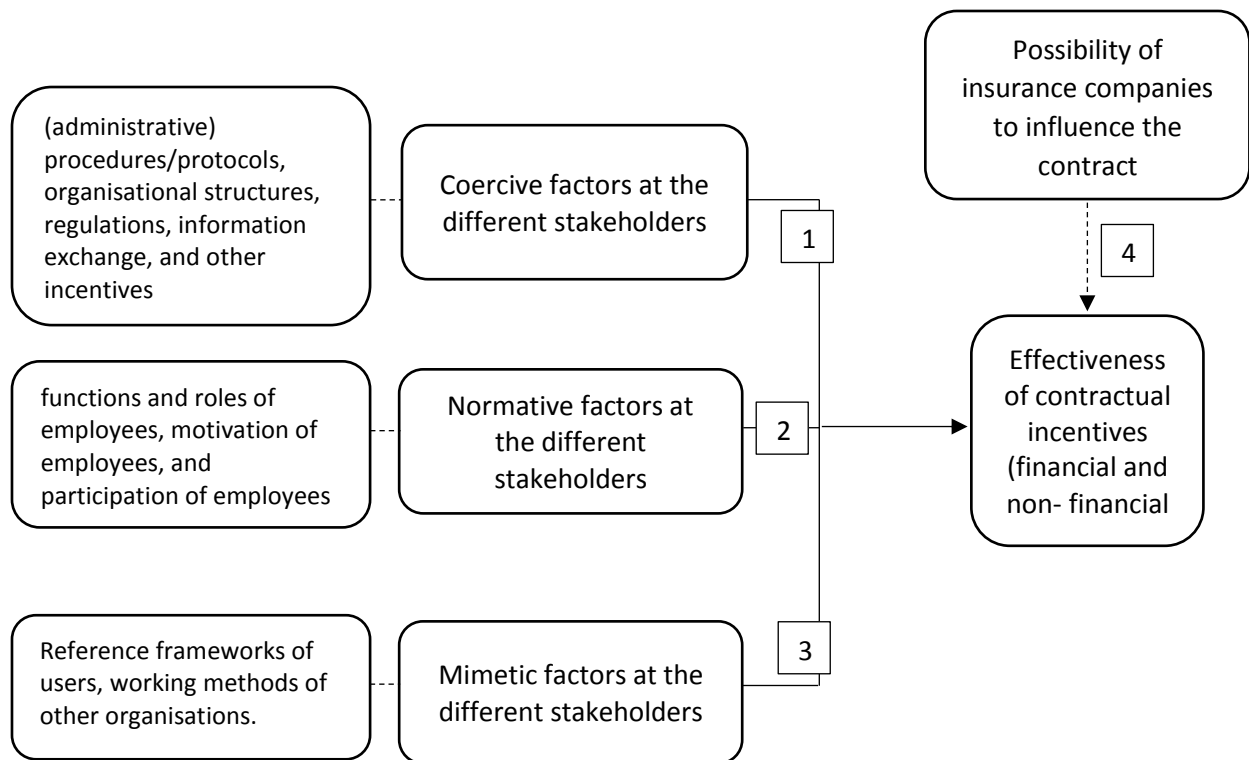 Possibility of
insurance companies
to influence the
contract
(administrative)
procedures/protocols,
organisational structures,
regulations, information
exchange, and other
incentives
Coercive factors at the
different stakeholders
1
4
functions and roles of
employees, motivation of
employees, and
participation of employees
Normative factors at
the different
stakeholders
2
Effectiveness
of contractual
incentives
(financial and
non- financial
Reference frameworks of
users, working methods of
other organisations.
Mimetic factors at the
different stakeholders
3